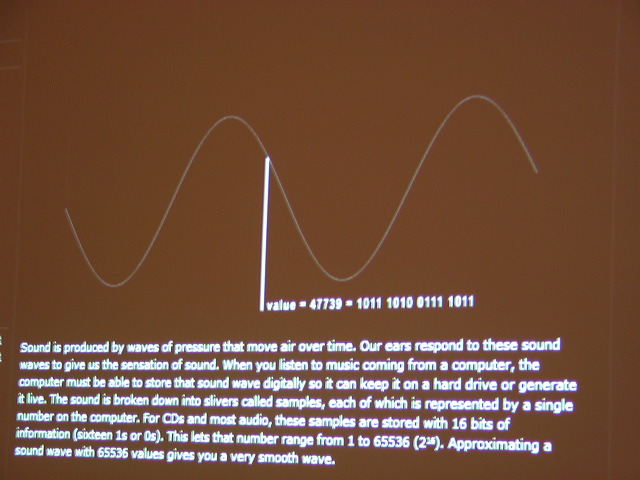 value = 47739 = 1011 1010 0111 1011
Sound is produced by waves of pressure that move air over time. Our ears respond to these sound
waves to give us the sensation of sound. When you listen to music coming from a computer, the
computer must be able to store that sound wave digitally so it can keep it on a hard drive or generate
it live. The sound is broken down into slivers called samples, each of which is represented by a single
number on the computer. For CDs and most audio, these samples are stored with 16 bits of
information (sixteen 1s or 0s). This lets that number range from 1 to 65536 (2¹⁶). Approximating a
sound wave with 65536 values gives you a very smooth wave.